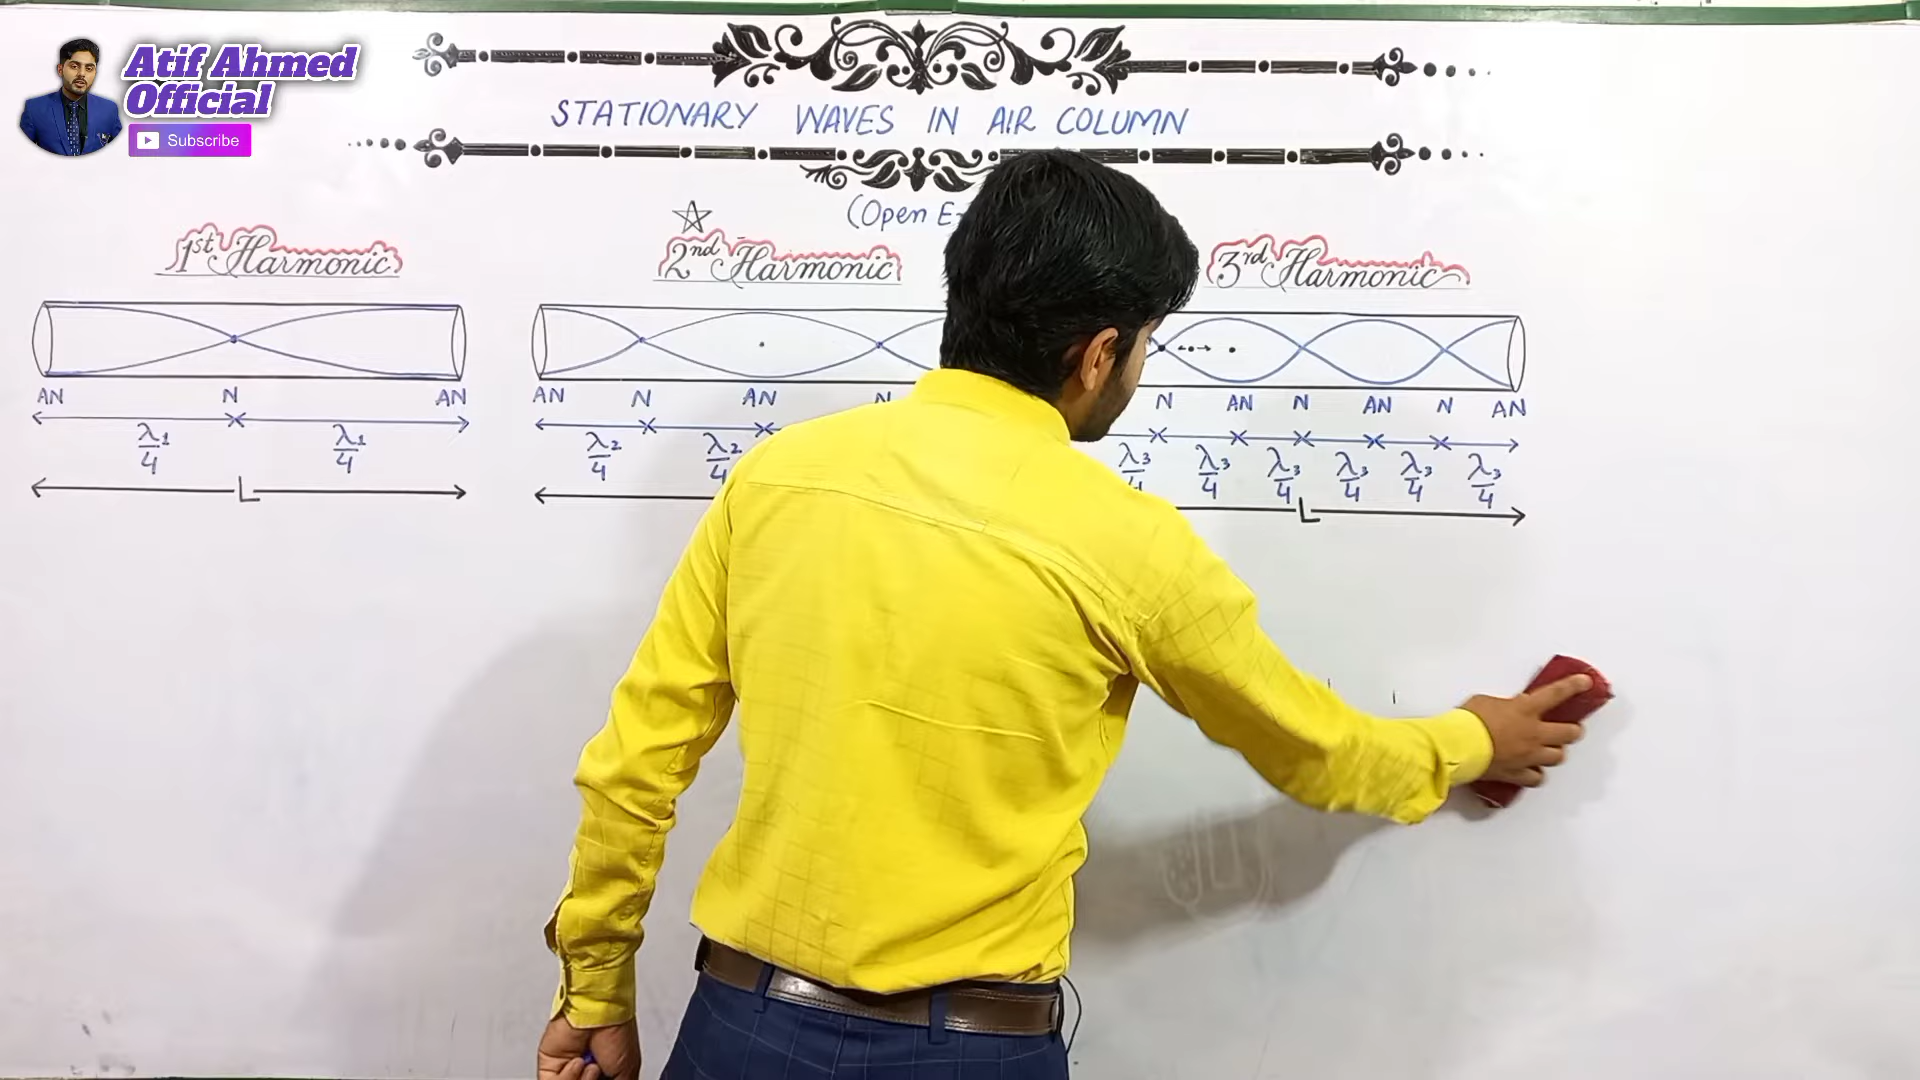 Atif Ahmed
Official
Subscribe
STATIONARY WAVES IN AIR COLUMN
(Open
1st Harmonic
2nd Harmonic
3rd Harmonic
AN N AN
AN N AN N
N AN N AN N AN
λ1/4 λ1/4
λ2/4 λ2/4
λ3/4 λ3/4 λ3/4 λ3/4 λ3/4 λ3/4
L
L